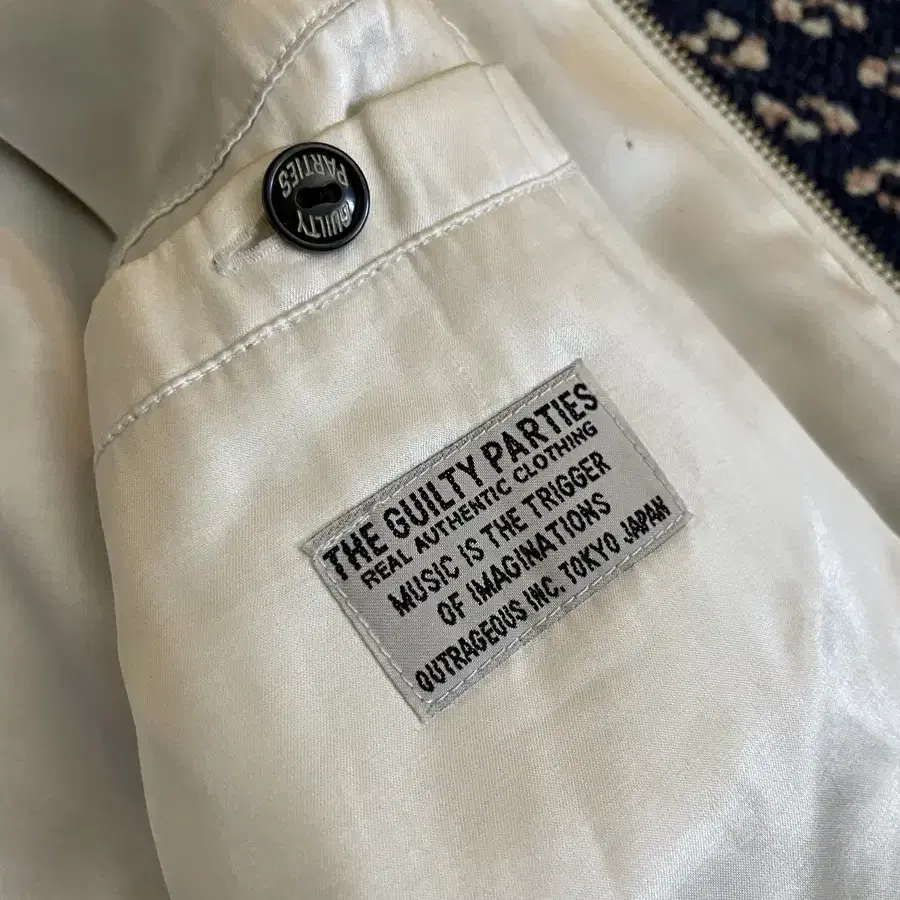 GUILTY
PARTIES
THE GUILTY PARTIES
REAL AUTHENTIC CLOTHING
MUSIC IS THE TRIGGER
OF IMAGINATIONS
OUTRAGEOUS INC. TOKYO JAPAN